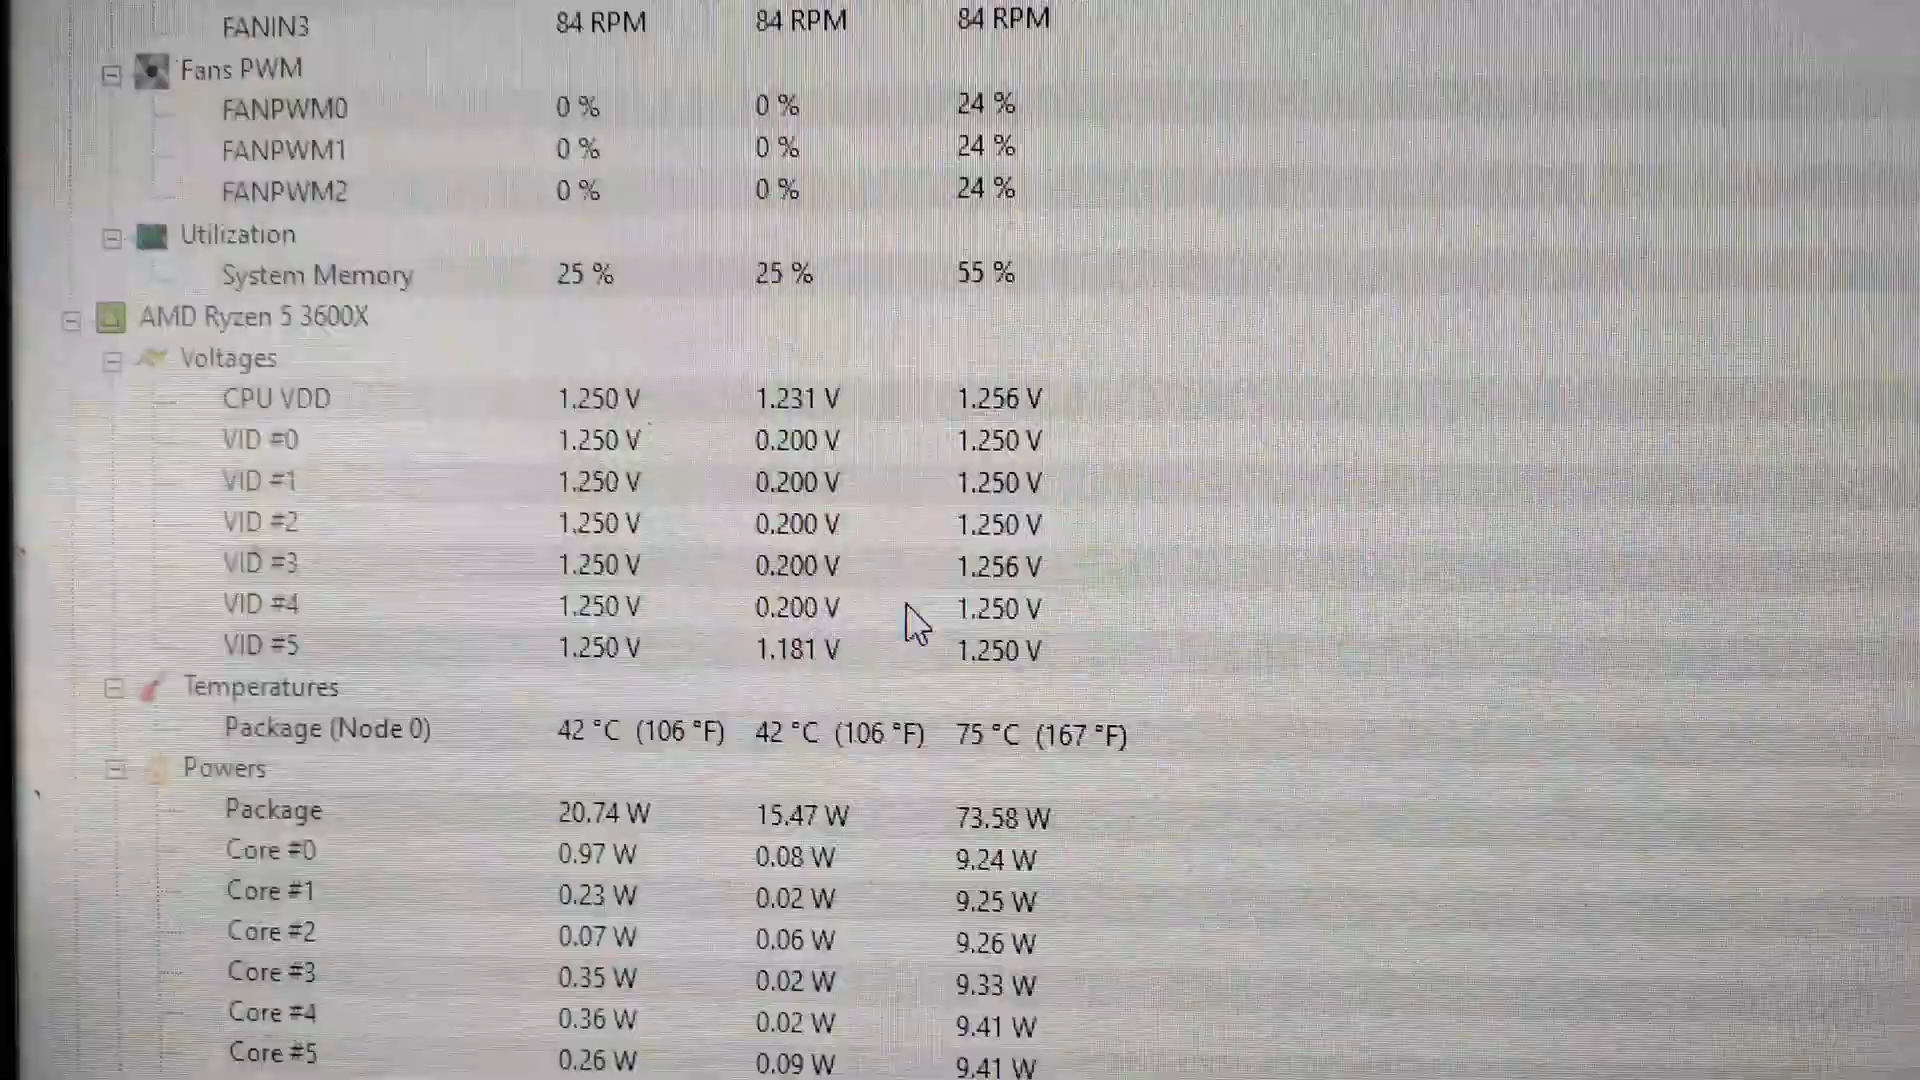 FANIN3 84 RPM 84 RPM 84 RPM
Fans PWM
FANPWM0 0 % 0 % 24 %
FANPWM1 0 % 0 % 24 %
FANPWM2 0 % 0 % 24 %
Utilization
System Memory 25 % 25 % 55 %
AMD Ryzen 5 3600X
Voltages
CPU VDD 1.250 V 1.231 V 1.256 V
VID #0 1.250 V 0.200 V 1.250 V
VID #1 1.250 V 0.200 V 1.250 V
VID #2 1.250 V 0.200 V 1.250 V
VID #3 1.250 V 0.200 V 1.256 V
VID #4 1.250 V 0.200 V 1.250 V
VID #5 1.250 V 1.181 V 1.250 V
Temperatures
Package (Node 0) 42 °C (106 °F) 42 °C (106 °F) 75 °C (167 °F)
Powers
Package 20.74 W 15.47 W 73.58 W
Core #0 0.97 W 0.08 W 9.24 W
Core #1 0.23 W 0.02 W 9.25 W
Core #2 0.07 W 0.06 W 9.26 W
Core #3 0.35 W 0.02 W 9.33 W
Core #4 0.36 W 0.02 W 9.41 W
Core #5 0.26 W 0.09 W 9.41 W